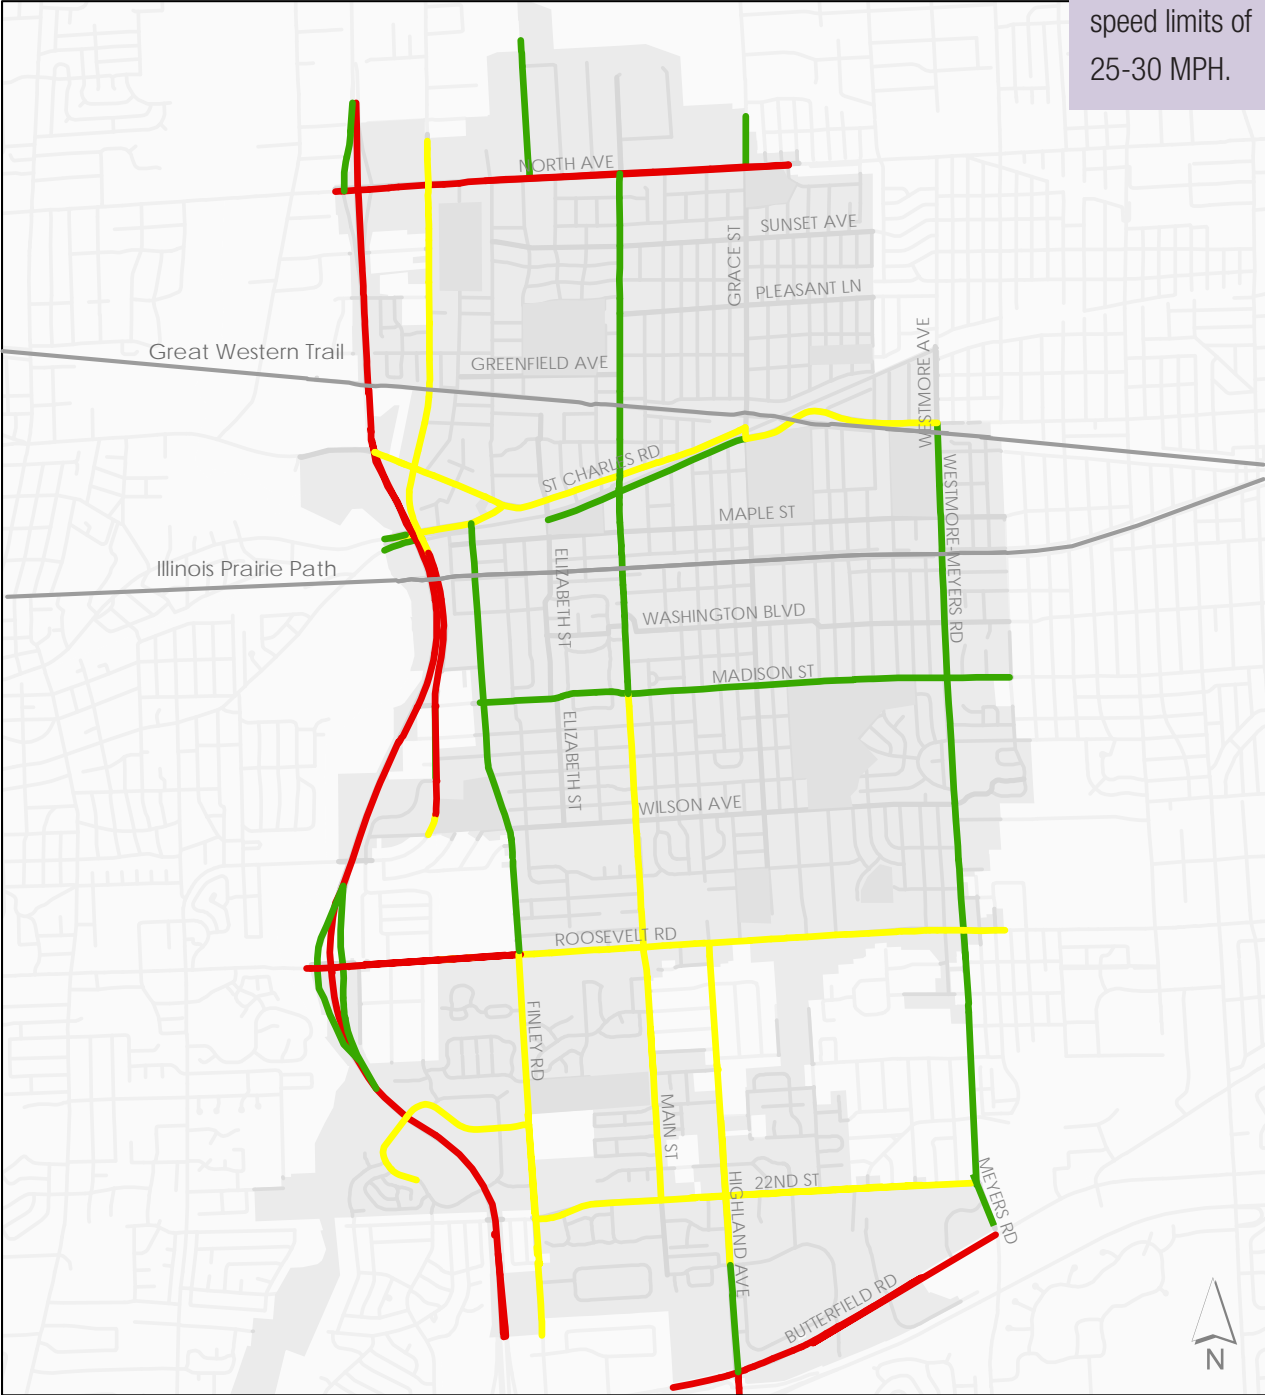 speed limits of
25-30 MPH.
NORTH AVE
SUNSET AVE
GRACE ST
PLEASANT LN
WESTMORE AVE
Great Western Trail
GREENFIELD AVE
ST CHARLES RD
WESTMORE-MEYERS RD
MAPLE ST
ELIZABETH ST
Illinois Prairie Path
WASHINGTON BLVD
MADISON ST
ELIZABETH ST
WILSON AVE
ROOSEVELT RD
FINLEY RD
MAIN ST
22ND ST
HIGHLAND AVE
MEYERS RD
BUTTERFIELD RD
N